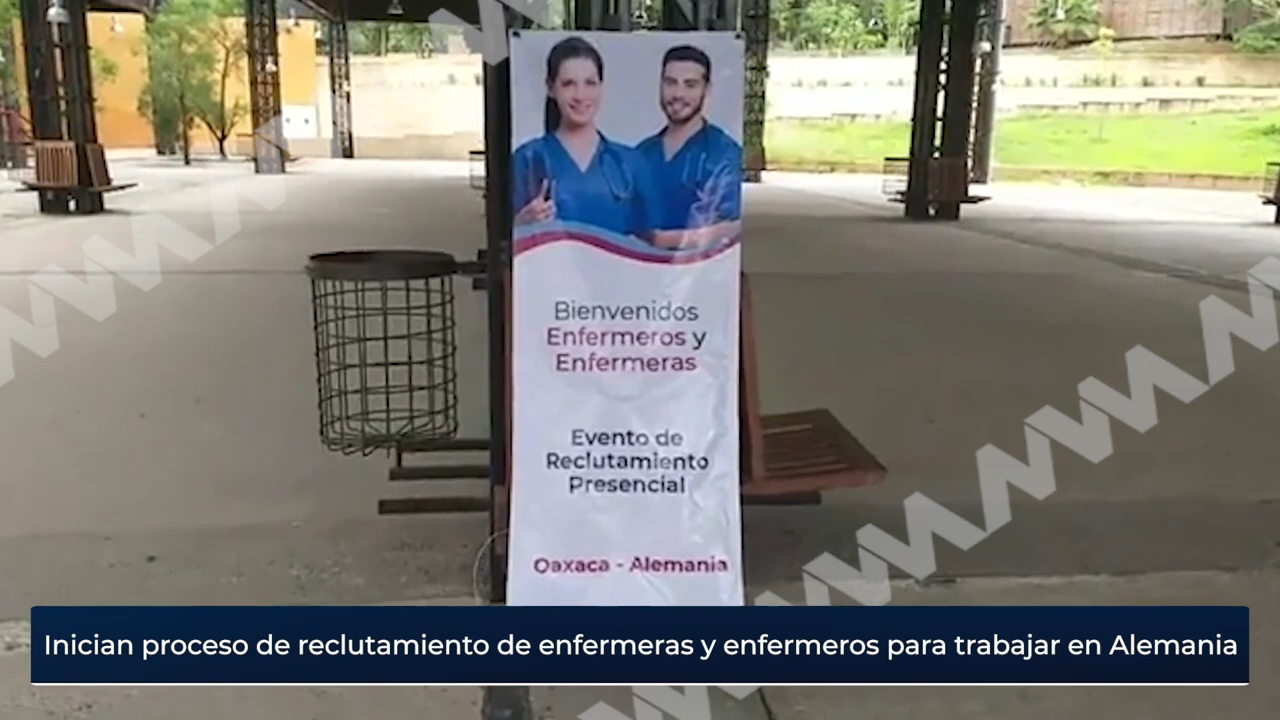 Bienvenidos
Enfermeros y
Enfermeras
Evento de
Reclutamiento
Presencial
Oaxaca - Alemania
Inician proceso de reclutamiento de enfermeras y enfermeros para trabajar en Alemania